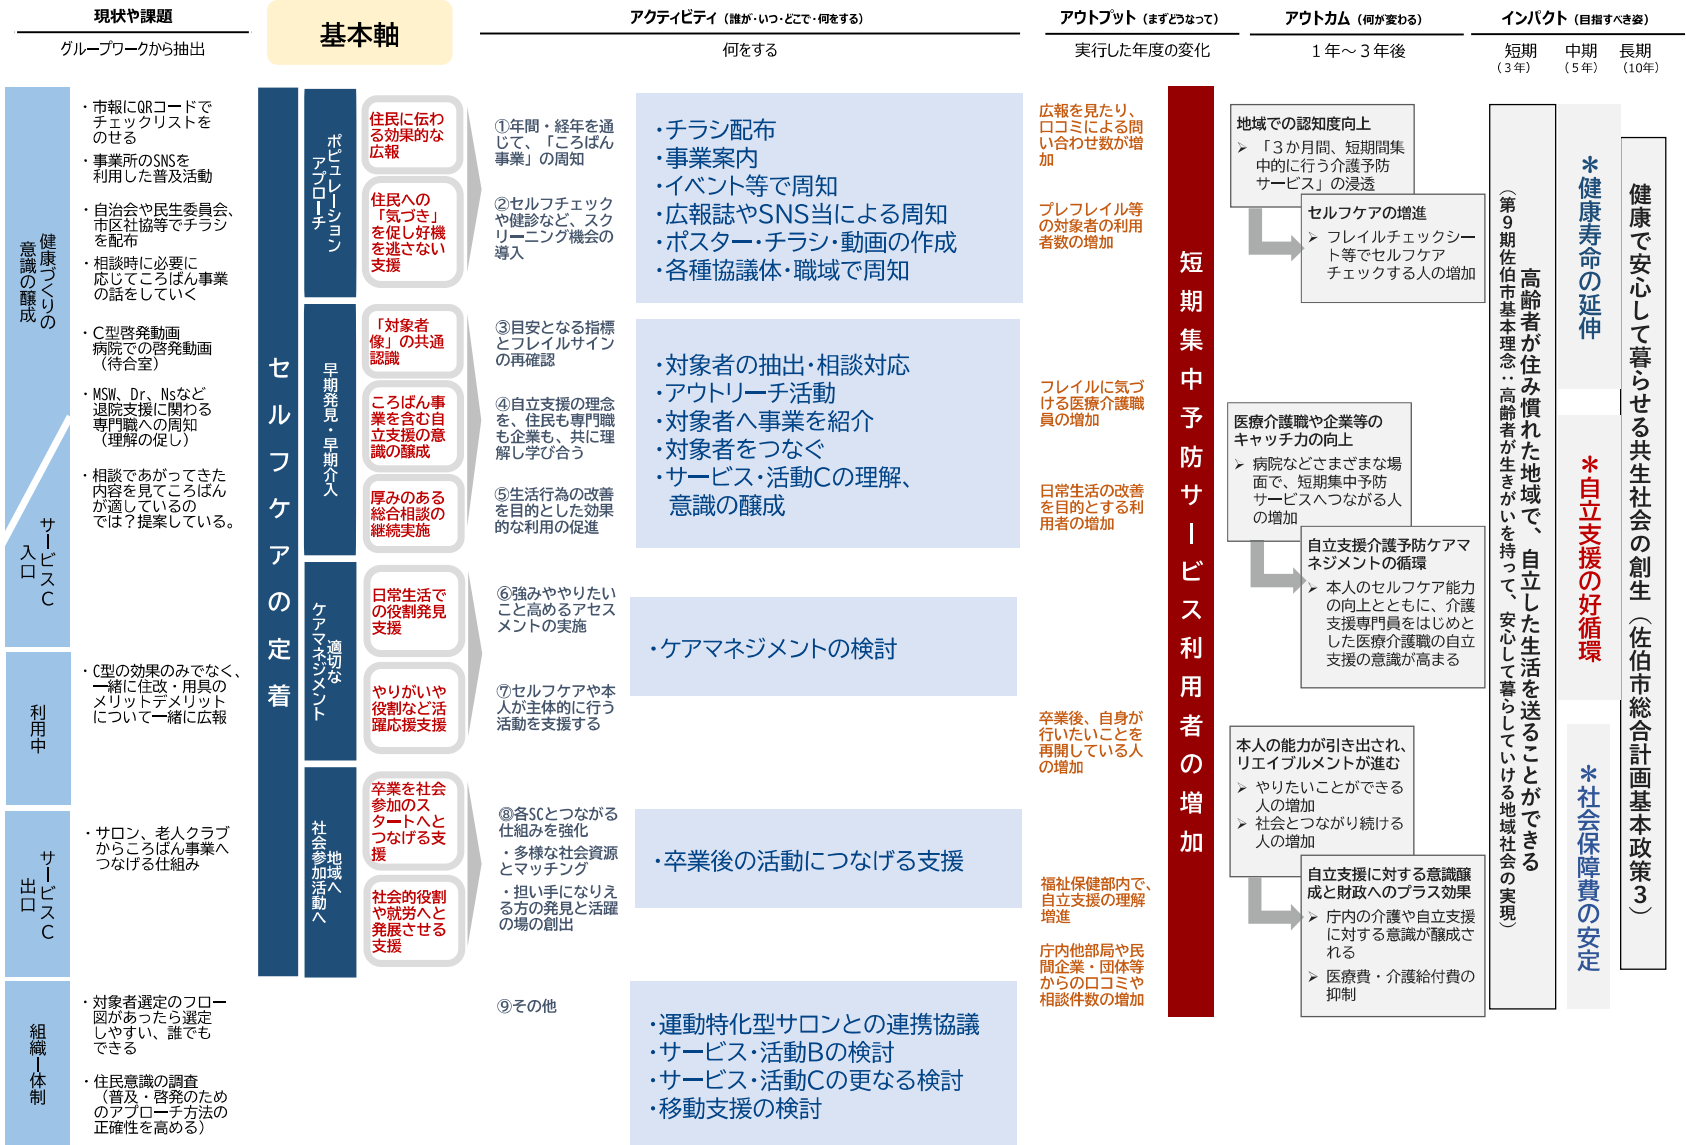 現状や課題
グループワークから抽出
基本軸
アクティビティ（誰が・いつ・どこで・何をする）
何をする
アウトプット（まずどうなって）
実行した年度の変化
アウトカム（何が変わる）
１年～３年後
インパクト（目指すべき姿）
短期
（３年）
中期
（５年）
長期
（10年）
健康づくりの
意識の醸成
サービスC
入口
利用中
サービスC
出口
組織ー体制
・市報にQRコードで
チェックリストを
のせる
・事業所のSNSを
利用した普及活動
・自治会や民生委員会、
市区社協等でチラシ
を配布
・相談時に必要に
応じてころばん事業
の話をしていく
・C型啓発動画
病院での啓発動画
（待合室）
・MSW、Dr、Nsなど
退院支援に関わる
専門職への周知
（理解の促し）
・相談であがってきた
内容を見てころばん
が適しているの
では？提案している。
・C型の効果のみでなく、
一緒に住改・用具の
メリットデメリット
について一緒に広報
・サロン、老人クラブ
からころばん事業へ
つなげる仕組み
・対象者選定のフロー
図があったら選定
しやすい、誰でも
できる
・住民意識の調査
（普及・啓発のため
のアプローチ方法の
正確性を高める）
セルフケアの定着
ポピュレーション
アプローチ
早期発見・早期介入
適切な
ケアマネジメント
地域へ
社会参加活動へ
住民に伝わ
る効果的な
広報
住民への
「気づき」
を促し好機
を逃さない
支援
「対象者
像」の共通
認識
ころばん事
業を含む自
立支援の意
識の醸成
厚みのある
総合相談の
継続実施
日常生活で
の役割発見
支援
やりがいや
役割など活
躍応援支援
卒業を社会
参加のス
タートへと
つなげる支
援
社会的役割
や就労へと
発展させる
支援
①年間・経年を通
じて、「ころばん
事業」の周知
②セルフチェック
や健診など、スク
リーニング機会の
導入
③目安となる指標
とフレイルサイン
の再確認
④自立支援の理念
を、住民も専門職
も企業も、共に理
解し学び合う
⑤生活行為の改善
を目的とした効果
的な利用の促進
⑥強みややりたい
こと高めるアセス
メントの実施
⑦セルフケアや本
人が主体的に行う
活動を支援する
⑧各SCとつながる
仕組みを強化
・多様な社会資源
とマッチング
・担い手になりえ
る方の発見と活躍
の場の創出
⑨その他
・チラシ配布
・事業案内
・イベント等で周知
・広報誌やSNS当による周知
・ポスター・チラシ・動画の作成
・各種協議体・職域で周知
・対象者の抽出・相談対応
・アウトリーチ活動
・対象者へ事業を紹介
・対象者をつなぐ
・サービス・活動Cの理解、
意識の醸成
・ケアマネジメントの検討
・卒業後の活動につなげる支援
・運動特化型サロンとの連携協議
・サービス・活動Bの検討
・サービス・活動Cの更なる検討
・移動支援の検討
広報を見たり、
口コミによる問
い合わせ数が増
加
プレフレイル等
の対象者の利用
者数の増加
フレイルに気づ
ける医療介護職
員の増加
日常生活の改善
を目的とする利
用者の増加
卒業後、自身が
行いたいことを
再開している人
の増加
福祉保健部内で、
自立支援の理解
増進
庁内他部局や民
間企業・団体等
からの口コミや
相談件数の増加
短期集中予防サービス利用者の増加
地域での認知度向上
➢ 「３か月間、短期間集
中的に行う介護予防
サービス」の浸透
セルフケアの増進
➢ フレイルチェックシー
ト等でセルフケア
チェックする人の増加
医療介護職や企業等の
キャッチ力の向上
➢ 病院などさまざまな場
面で、短期集中予防
サービスへつながる人
の増加
自立支援介護予防ケアマ
ネジメントの循環
➢ 本人のセルフケア能力
の向上とともに、介護
支援専門員をはじめと
した医療介護職の自立
支援の意識が高まる
本人の能力が引き出され、
リエイブルメントが進む
➢ やりたいことができる
人の増加
➢ 社会とつながり続ける
人の増加
自立支援に対する意識醸
成と財政へのプラス効果
➢ 庁内の介護や自立支援
に対する意識が醸成さ
れる
➢ 医療費・介護給付費の
抑制
高齢者が住み慣れた地域で、自立した生活を送ることができる
（第９期佐伯市基本理念：高齢者が生きがいを持って、安心して暮らしていける地域社会の実現）
＊健康寿命の延伸
＊自立支援の好循環
＊社会保障費の安定
健康で安心して暮らせる共生社会の創生（佐伯市総合計画基本政策３）